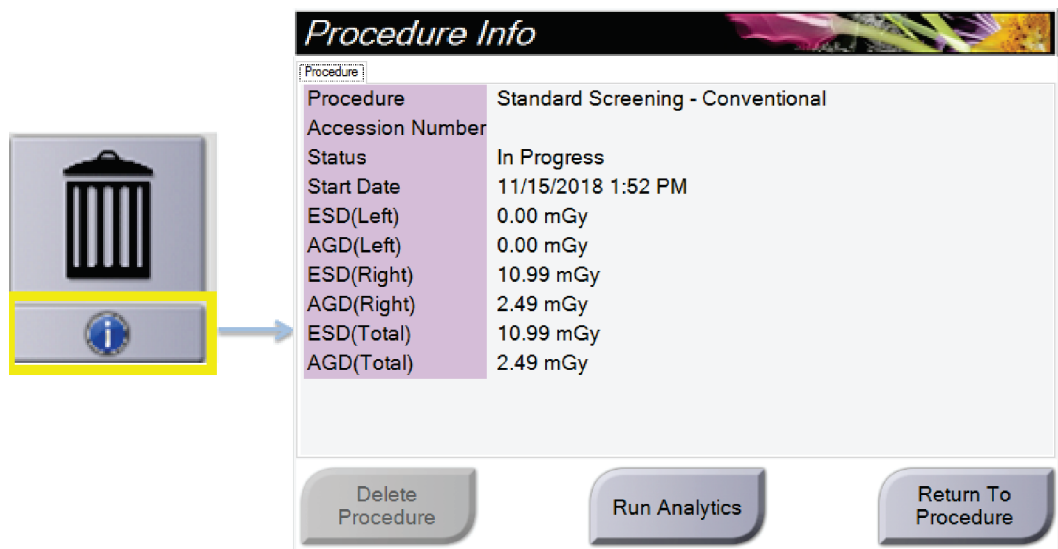 Procedure Info
Procedure
Procedure Standard Screening - Conventional
Accession Number
Status In Progress
Start Date 11/15/2018 1:52 PM
ESD(Left) 0.00 mGy
AGD(Left) 0.00 mGy
ESD(Right) 10.99 mGy
AGD(Right) 2.49 mGy
ESD(Total) 10.99 mGy
AGD(Total) 2.49 mGy
Delete
Procedure
Run Analytics
Return To
Procedure